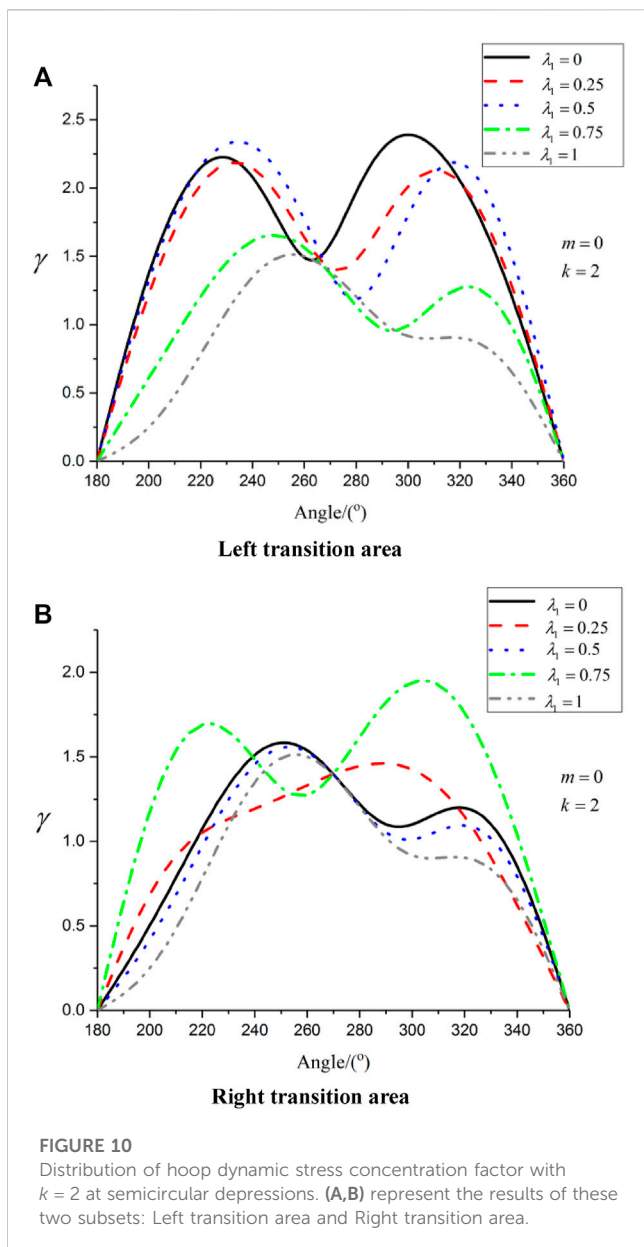 A
λ₁ = 0
λ₁ = 0.25
λ₁ = 0.5
λ₁ = 0.75
λ₁ = 1
2.5
2.0
1.5
1.0
0.5
0.0
γ
m = 0
k = 2
180 200 220 240 260 280 300 320 340 360
Angle/(°)
Left transition area
B
λ₁ = 0
λ₁ = 0.25
λ₁ = 0.5
λ₁ = 0.75
λ₁ = 1
2.0
1.5
1.0
0.5
0.0
γ
m = 0
k = 2
180 200 220 240 260 280 300 320 340 360
Angle/(°)
Right transition area
FIGURE 10
Distribution of hoop dynamic stress concentration factor with
k = 2 at semicircular depressions. (A,B) represent the results of these
two subsets: Left transition area and Right transition area.